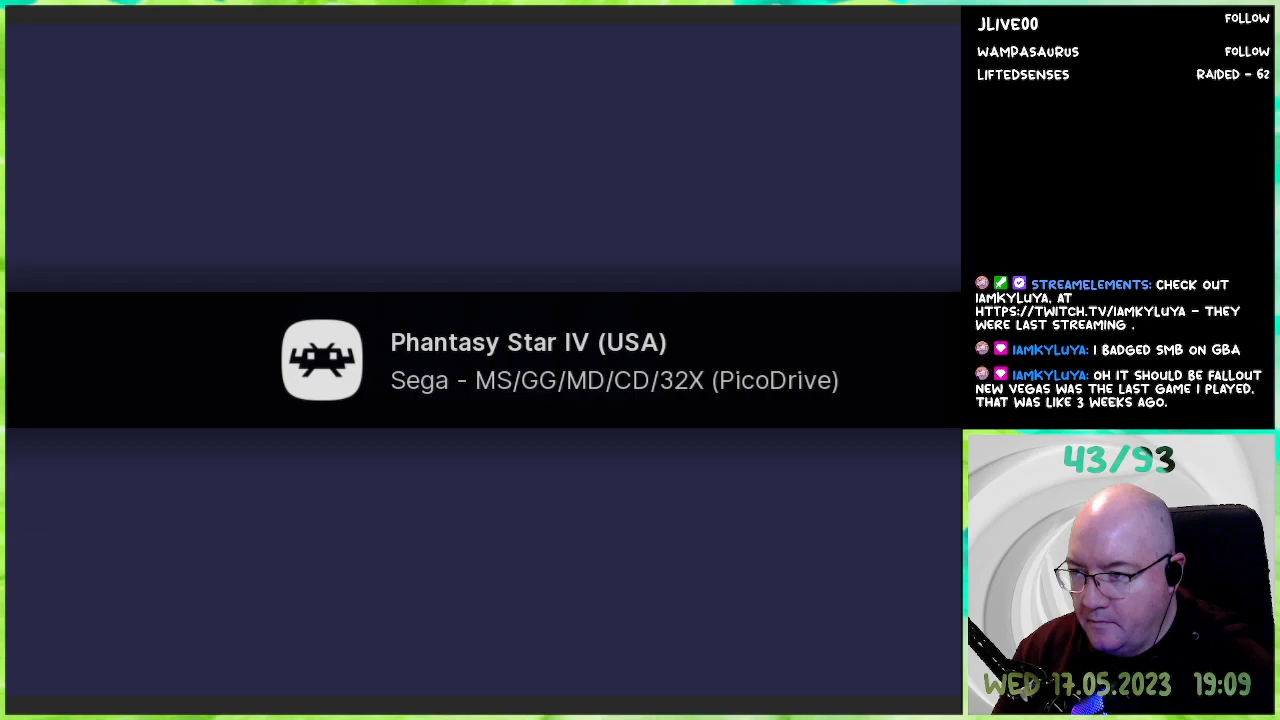 JLIVE00 FOLLOW
WAMPASAURUS FOLLOW
LIFTEDSENSES RAIDED - 62
Phantasy Star IV (USA)
Sega - MS/GG/MD/CD/32X (PicoDrive)
STREAMELEMENTS: CHECK OUT
IAMKYLUYA, AT
HTTPS://TWITCH.TV/IAMKYLUYA - THEY
WERE LAST STREAMING .
IAMKYLUYA: I BADGED SMB ON GBA
IAMKYLUYA: OH IT SHOULD BE FALLOUT
NEW VEGAS WAS THE LAST GAME I PLAYED.
THAT WAS LIKE 3 WEEKS AGO.
43/93
WED 17.05.2023 19:09